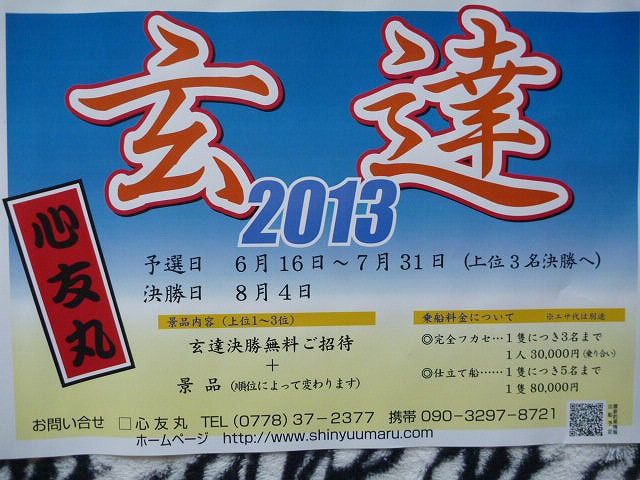 玄達
2013
心友丸
予選日 6月16日～7月31日 (上位3名決勝へ)
決勝日 8月4日
景品内容（上位1～3位）
玄達決勝無料ご招待
+
景品（順位によって変わります）
乗船料金について ※エサ代は別途
◎完全フカセ…1隻につき3名まで
1人 30,000円（乗り合い）
◎仕立て船……1隻につき5名まで
1隻 80,000円
お問い合せ □心友丸 TEL (0778) 37-2377 携帯 090-3297-8721
ホームページ http://www.shinyuumaru.com